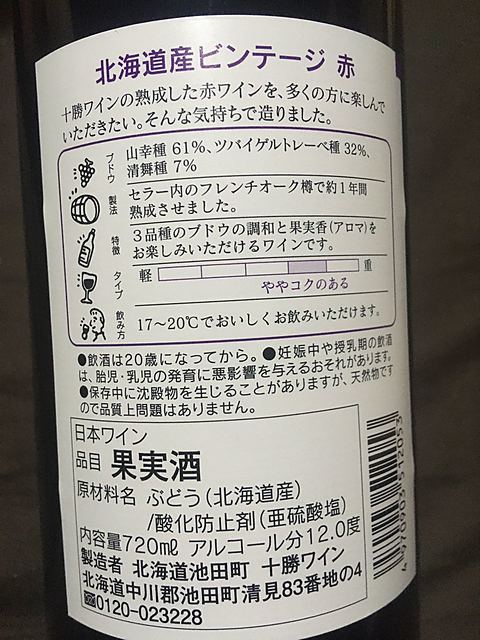 北海道産ビンテージ 赤
十勝ワインの熟成した赤ワインを、多くの方に楽しんで
いただきたい。そんな気持ちで造りました。
ブドウ
山幸種 61%、ツバイゲルトレーベ種 32%、
清舞種 7%
製法
セラー内のフレンチオーク樽で約1年間
熟成させました。
特徴
3品種のブドウの調和と果実香(アロマ)を
お楽しみいただけるワインです。
タイプ
軽 重
ややコクのある
飲み方
17〜20℃でおいしくお飲みいただけます。
●飲酒は20歳になってから。●妊娠中や授乳期の飲酒
は、胎児・乳児の発育に悪影響を与えるおそれがあります。
●保存中に沈殿物を生じることがありますが、天然物です
ので品質上問題はありません。
日本ワイン
品目 果実酒
原材料名 ぶどう(北海道産)
/酸化防止剤(亜硫酸塩)
内容量720㎖ アルコール分12.0度
製造者 北海道池田町 十勝ワイン
北海道中川郡池田町清見83番地の4
0120-023228
4970203512053